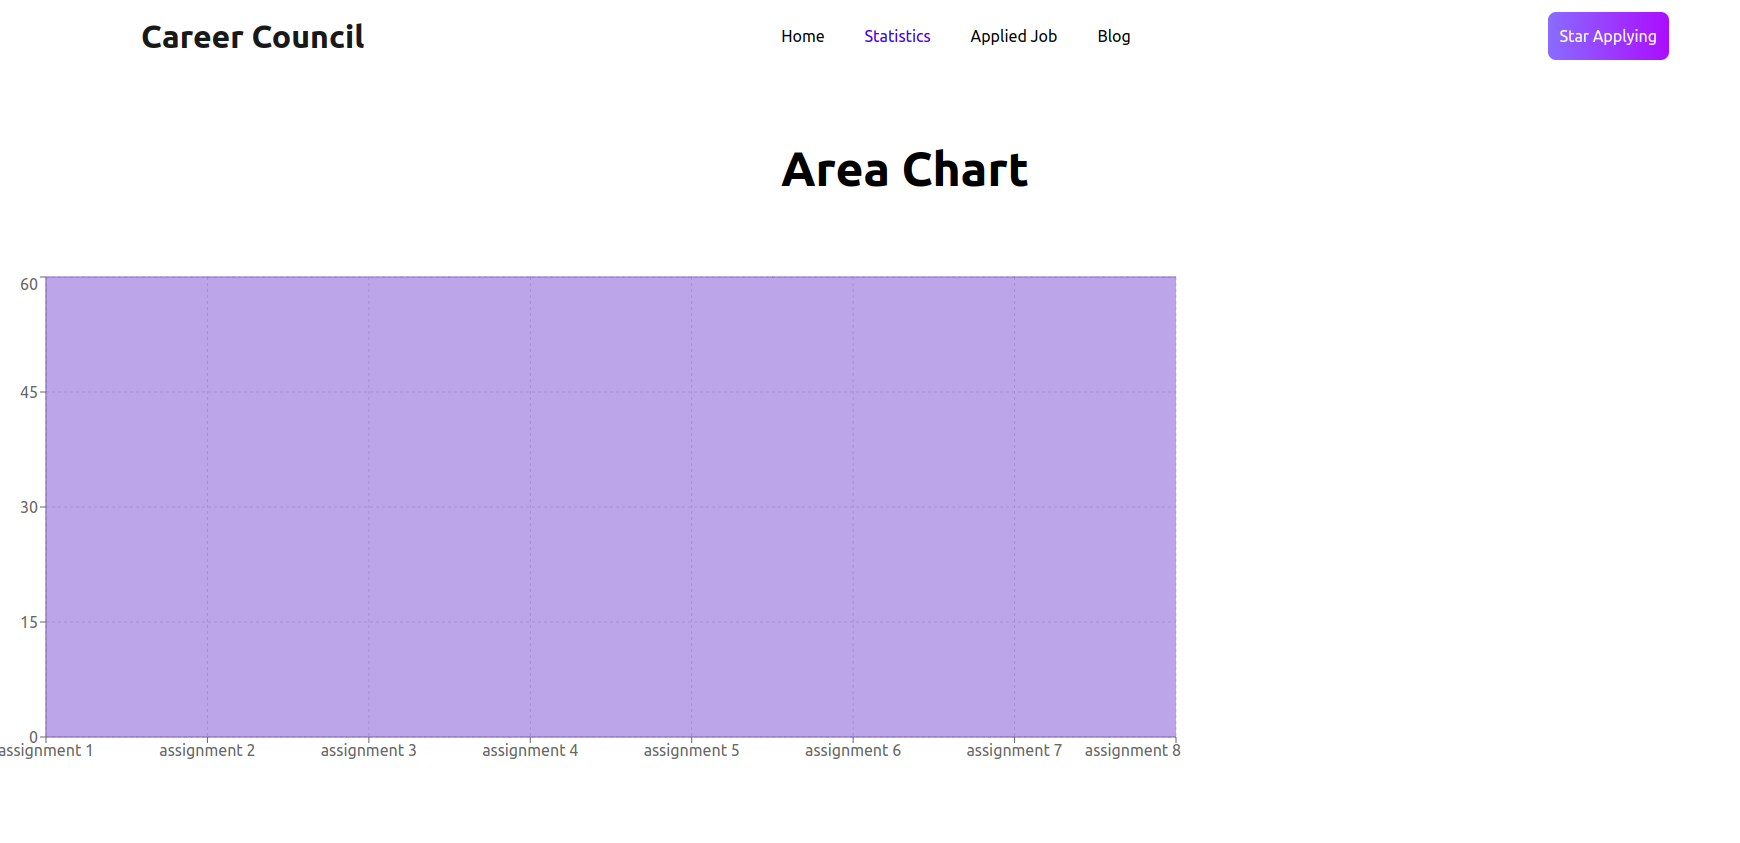 Career Council
Home Statistics Applied Job Blog
Star Applying
Area Chart
60
45
30
15
0
assignment 1 assignment 2 assignment 3 assignment 4 assignment 5 assignment 6 assignment 7 assignment 8